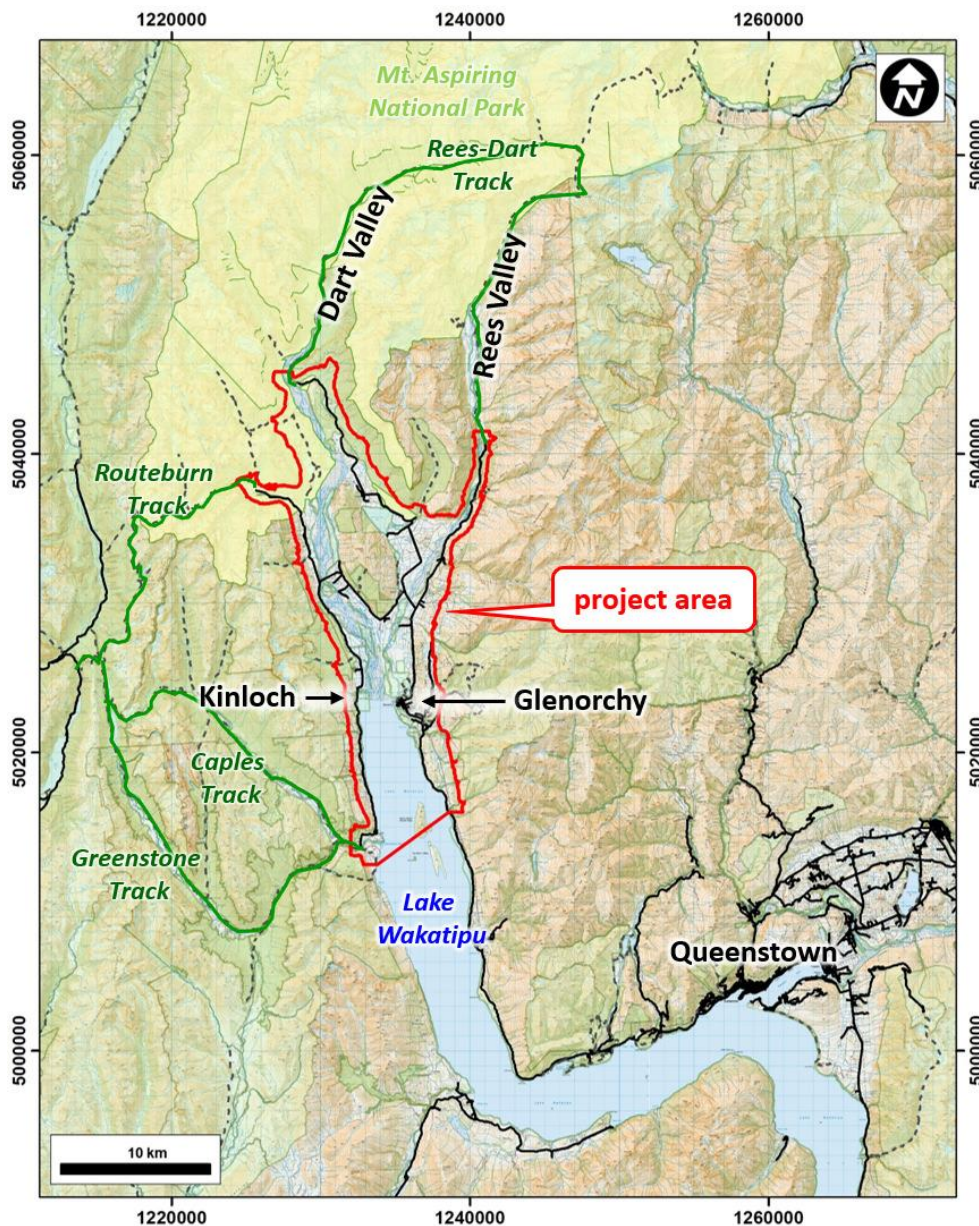 1220000
1240000
1260000
N
Mt. Aspiring
National Park
5060000
5060000
Rees-Dart
Track
Dart Valley
Rees Valley
5040000
5040000
Routeburn
Track
project area
Kinloch
Glenorchy
5020000
5020000
Caples
Track
Greenstone
Track
Lake
Wakatipu
Queenstown
5000000
5000000
10 km
1220000
1240000
1260000